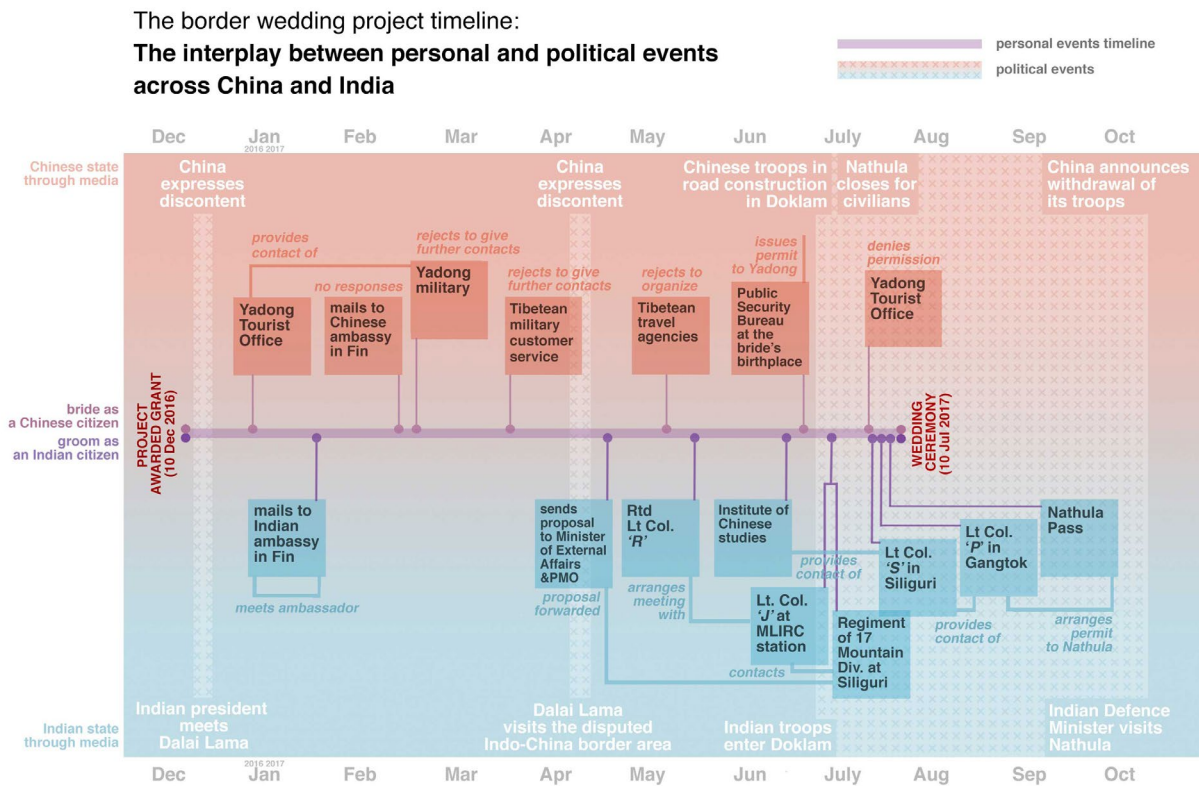 The border wedding project timeline:
The interplay between personal and political events
across China and India
personal events timeline
political events
Dec Jan Feb Mar Apr May Jun July Aug Sep Oct
2016 2017
Chinese state
through media
China
expresses
discontent
China
expresses
discontent
Chinese troops in
road construction
in Doklam
Nathula
closes for
civilians
China announces
withdrawal of
its troops
provides
contact of
rejects to give
further contacts
no responses
rejects to give
further contacts
rejects to
organize
issues
permit
to Yadong
denies
permission
Yadong
Tourist
Office
mails to
Chinese
ambassy
in Fin
Yadong
military
Tibetean
military
customer
service
Tibetean
travel
agencies
Public
Security
Bureau
at the
bride's
birthplace
Yadong
Tourist
Office
bride as
a Chinese citizen
groom as
an Indian citizen
PROJECT
AWARDED GRANT
(10 Dec 2016)
WEDDING
CEREMONY
(10 Jul 2017)
mails to
Indian
ambassy
in Fin
meets ambassador
sends
proposal
to Minister
of External
Affairs
&PMO
proposal
forwarded
Rtd
Lt Col.
'R'
arranges
meeting
with
Institute of
Chinese
studies
provides
contact of
Lt. Col.
'J' at
MLIRC
station
contacts
Regiment
of 17
Mountain
Div. at
Siliguri
Lt Col.
'S' in
Siliguri
provides
contact of
Lt Col.
'P' in
Gangtok
Nathula
Pass
arranges
permit
to Nathula
Indian state
through media
Indian president
meets
Dalai Lama
Dalai Lama
visits the disputed
Indo-China border area
Indian troops
enter Doklam
Indian Defence
Minister visits
Nathula
2016 2017
Dec Jan Feb Mar Apr May Jun July Aug Sep Oct